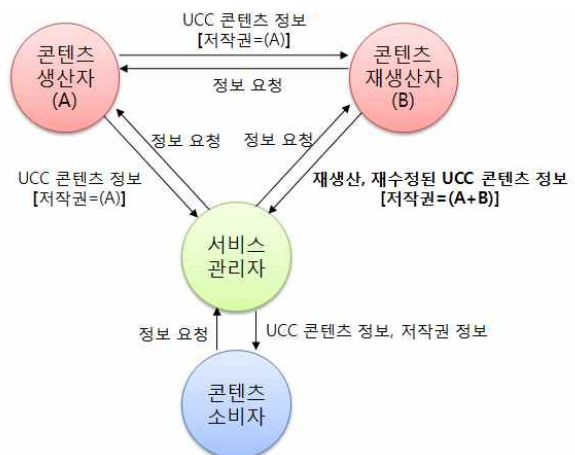 UCC 콘텐츠 정보
[저작권=(A)]
콘텐츠
생산자
(A)
콘텐츠
재생산자
(B)
정보 요청
정보 요청
정보 요청
UCC 콘텐츠 정보
[저작권=(A)]
재생산, 재수정된 UCC 콘텐츠 정보
[저작권=(A+B)]
서비스
관리자
정보 요청
UCC 콘텐츠 정보, 저작권 정보
콘텐츠
소비자